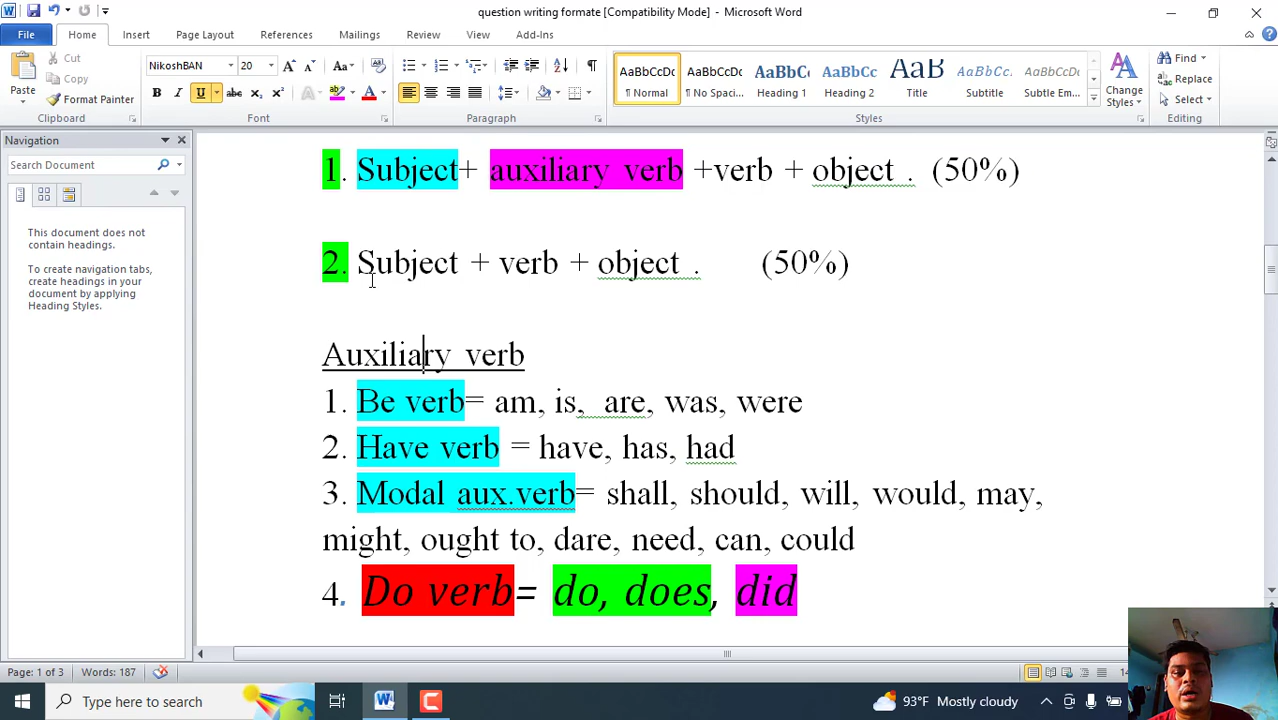 question writing formate [Compatibility Mode] - Microsoft Word
File Home Insert Page Layout References Mailings Review View Add-Ins
Cut
Copy
Format Painter
Paste
Clipboard
NikoshBAN 20
Font
Paragraph
AaBbCcDc AaBbCcDc AaBbCc AaBbCc AaB AaBbCcL AaBbCcDc
¶ Normal ¶ No Spaci... Heading 1 Heading 2 Title Subtitle Subtle Em...
Styles
Change Styles
Find
Replace
Select
Editing
Navigation
Search Document
This document does not
contain headings.
To create navigation tabs,
create headings in your
document by applying
Heading Styles.
1. Subject+ auxiliary verb +verb + object . (50%)
2. Subject + verb + object . (50%)
Auxiliary verb
1. Be verb= am, is, are, was, were
2. Have verb = have, has, had
3. Modal aux.verb= shall, should, will, would, may,
might, ought to, dare, need, can, could
4. Do verb= do, does, did
Page: 1 of 3 Words: 187
Type here to search
93°F Mostly cloudy